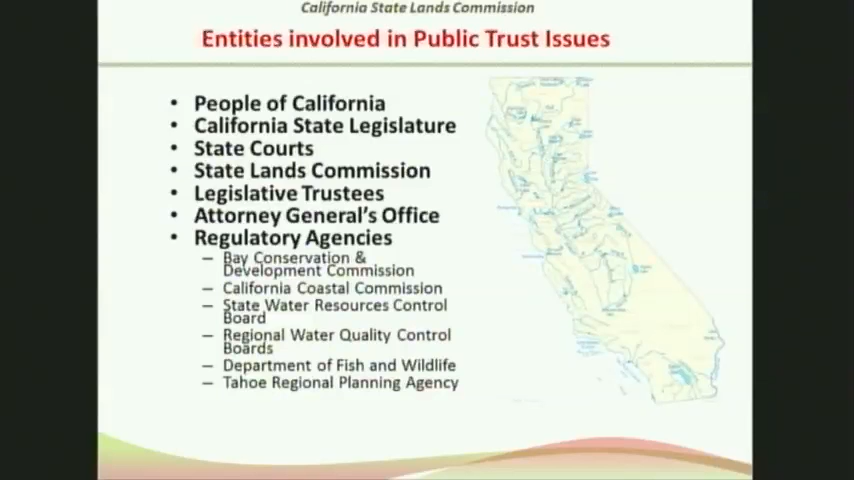 California State Lands Commission
Entities involved in Public Trust Issues
• People of California
• California State Legislature
• State Courts
• State Lands Commission
• Legislative Trustees
• Attorney General's Office
• Regulatory Agencies
– Bay Conservation &
Development Commission
– California Coastal Commission
– State Water Resources Control
Board
– Regional Water Quality Control
Boards
– Department of Fish and Wildlife
– Tahoe Regional Planning Agency